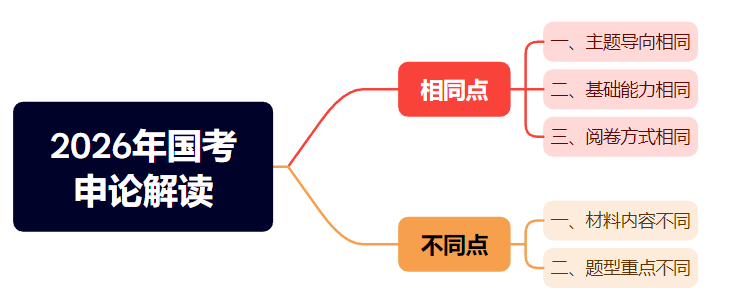 2026年国考
申论解读
相同点
一、主题导向相同
二、基础能力相同
三、阅卷方式相同
不同点
一、材料内容不同
二、题型重点不同